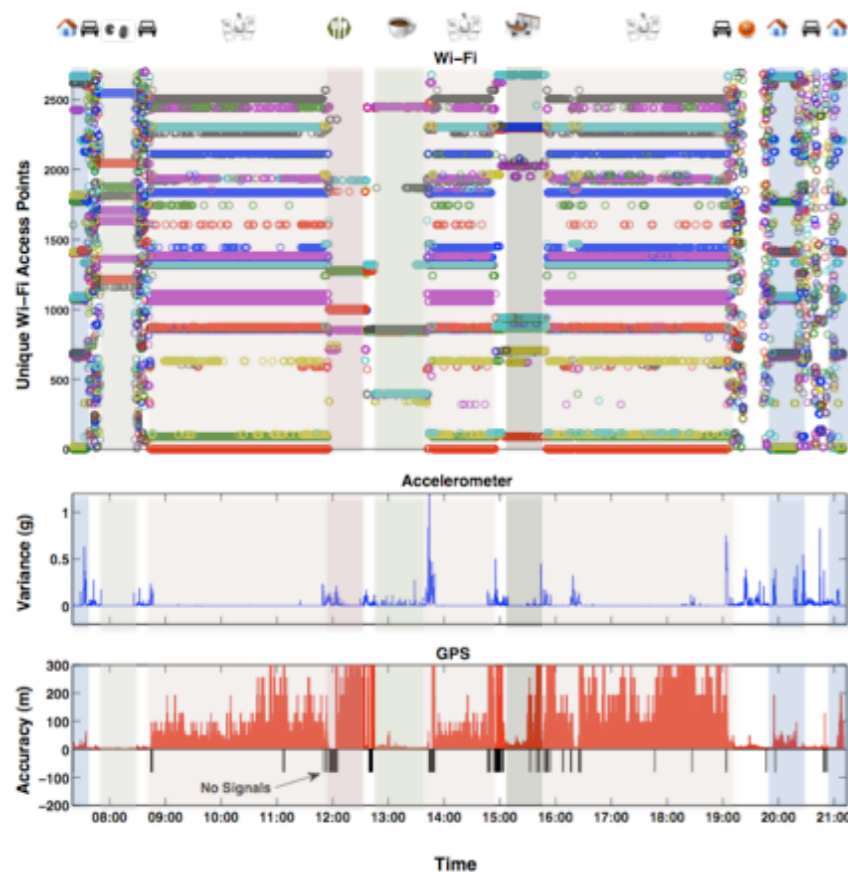 Wi-Fi
Unique Wi-Fi Access Points
2500
2000
1500
1000
500
0
Accelerometer
Variance (g)
1
0.5
0
GPS
Accuracy (m)
300
200
100
0
-100
-200
No Signals
08:00 09:00 10:00 11:00 12:00 13:00 14:00 15:00 16:00 17:00 18:00 19:00 20:00 21:00
Time